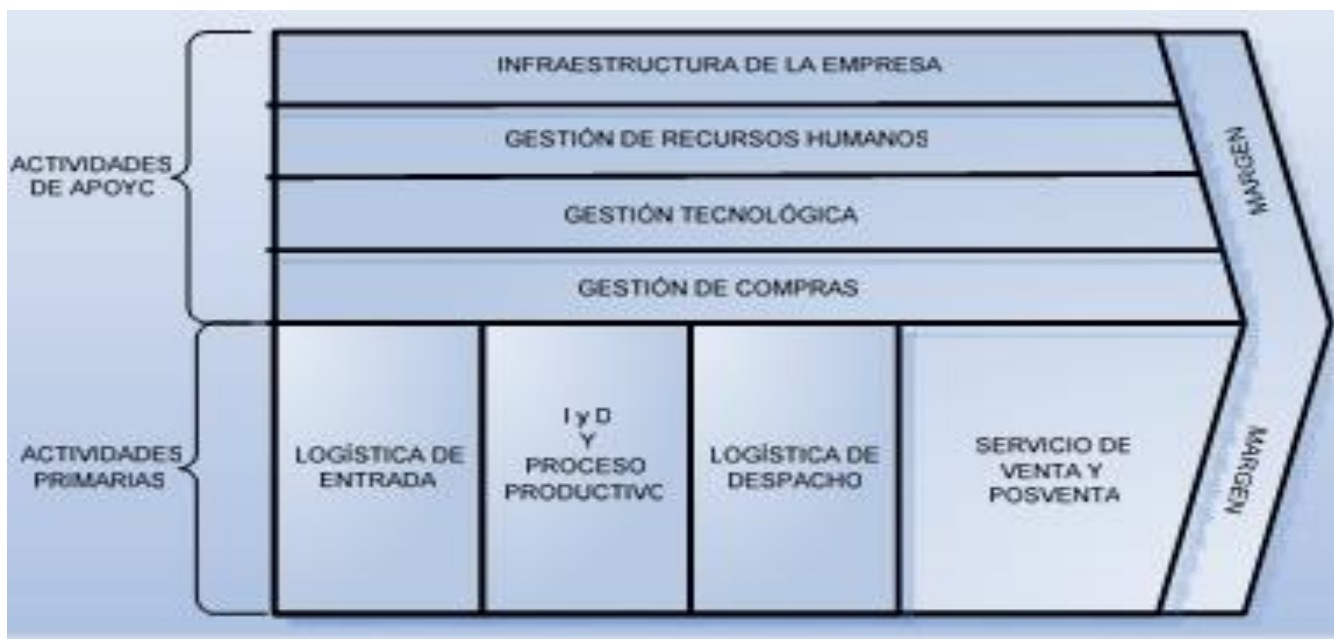 INFRAESTRUCTURA DE LA EMPRESA
GESTIÓN DE RECURSOS HUMANOS
ACTIVIDADES
DE APOYC
GESTIÓN TECNOLÓGICA
GESTIÓN DE COMPRAS
MARGEN
ACTIVIDADES
PRIMARIAS
LOGÍSTICA DE
ENTRADA
I y D
Y
PROCESO
PRODUCTIVC
LOGÍSTICA DE
DESPACHO
SERVICIO DE
VENTA Y
POSVENTA
MARGEN